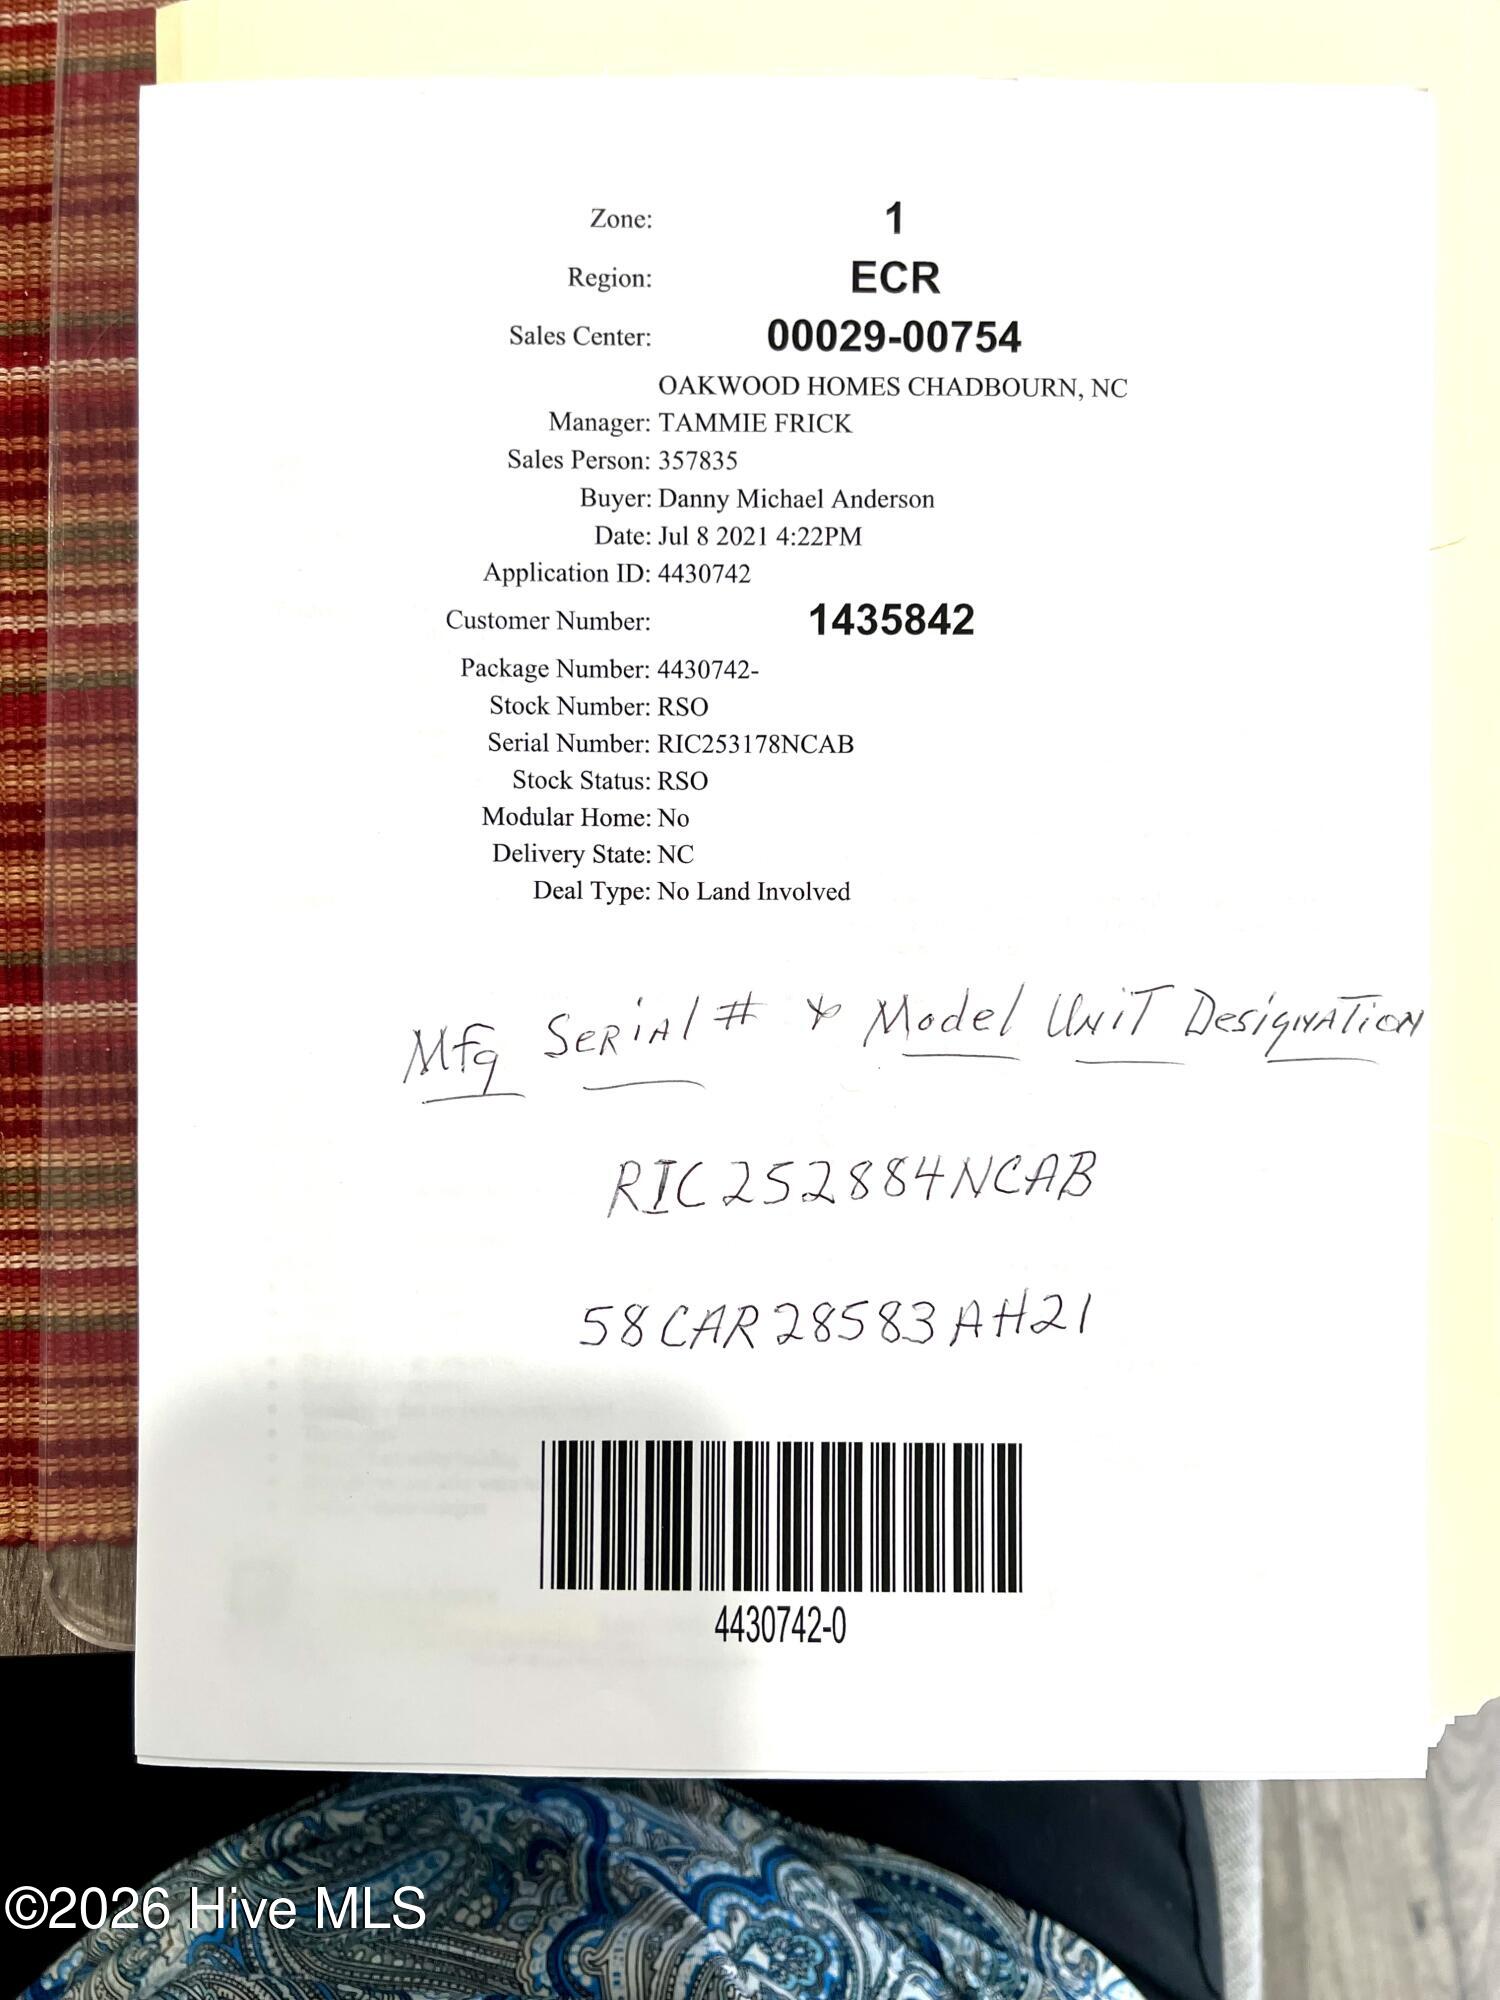 Zone: 1
Region: ECR
Sales Center: 00029-00754
OAKWOOD HOMES CHADBOURN, NC
Manager: TAMMIE FRICK
Sales Person: 357835
Buyer: Danny Michael Anderson
Date: Jul 8 2021 4:22PM
Application ID: 4430742
Customer Number: 1435842
Package Number: 4430742-
Stock Number: RSO
Serial Number: RIC253178NCAB
Stock Status: RSO
Modular Home: No
Delivery State: NC
Deal Type: No Land Involved
Mfg Serial # & Model Unit Designation
RIC252884NCAB
58CAR28583AH21
4430742-0
©2026 Hive MLS